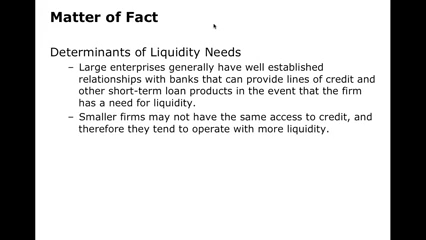 Matter of Fact
Determinants of Liquidity Needs
– Large enterprises generally have well established
relationships with banks that can provide lines of credit and
other short-term loan products in the event that the firm
has a need for liquidity.
– Smaller firms may not have the same access to credit, and
therefore they tend to operate with more liquidity.